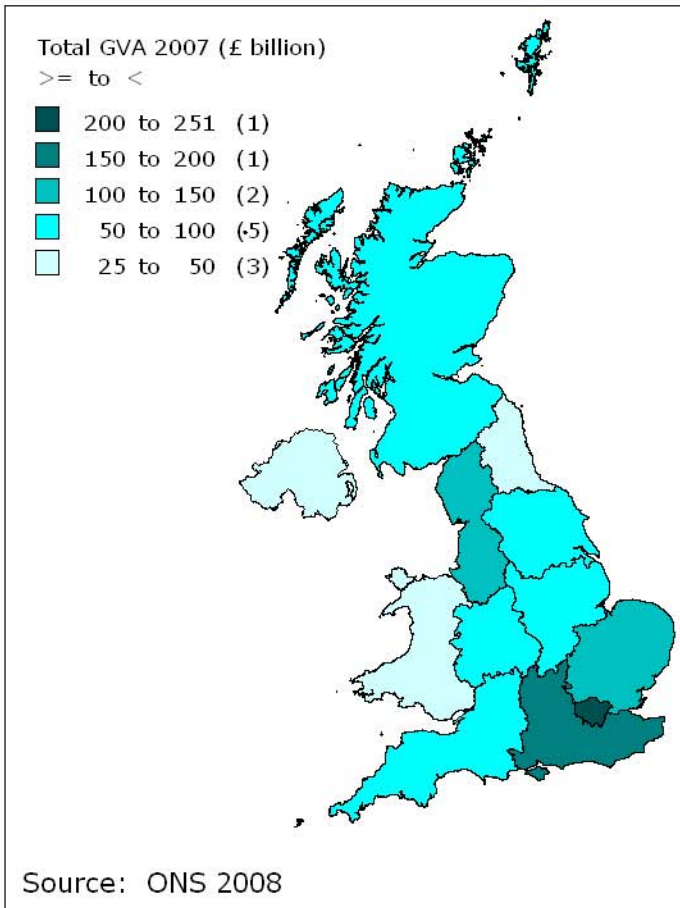 Total GVA 2007 (£ billion)
>= to <
200 to 251 (1)
150 to 200 (1)
100 to 150 (2)
50 to 100 (5)
25 to 50 (3)
Source: ONS 2008